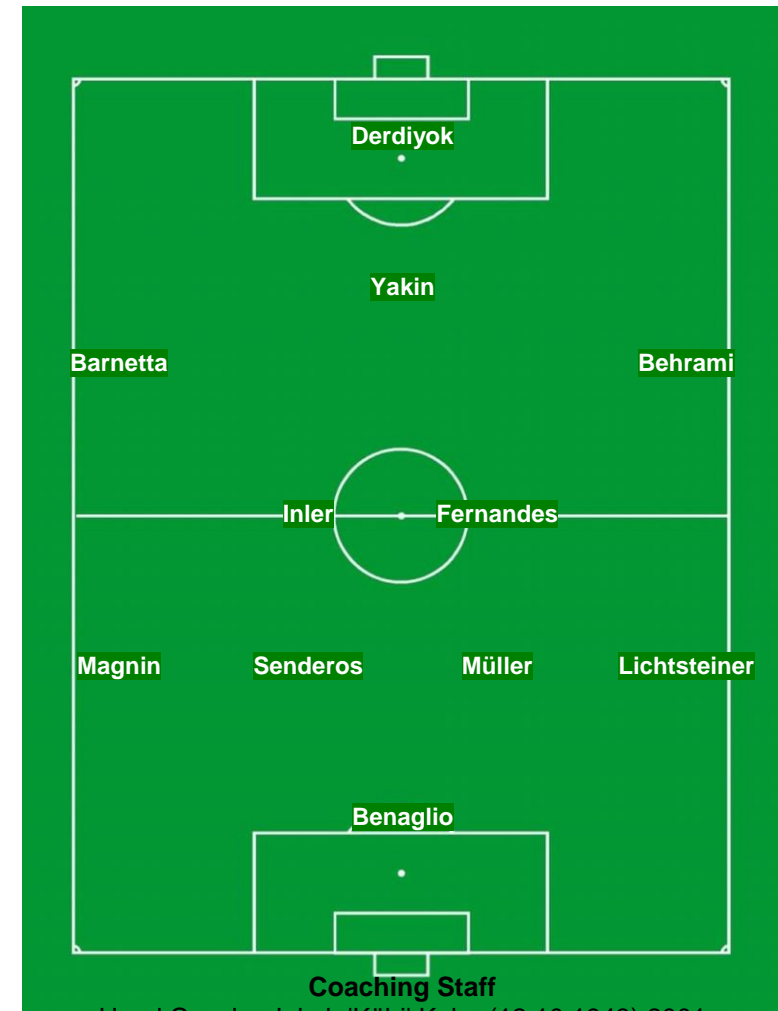 Derdiyok
Yakin
Barnetta Behrami
Inler Fernandes
Magnin Senderos Müller Lichtsteiner
Benaglio
Coaching Staff